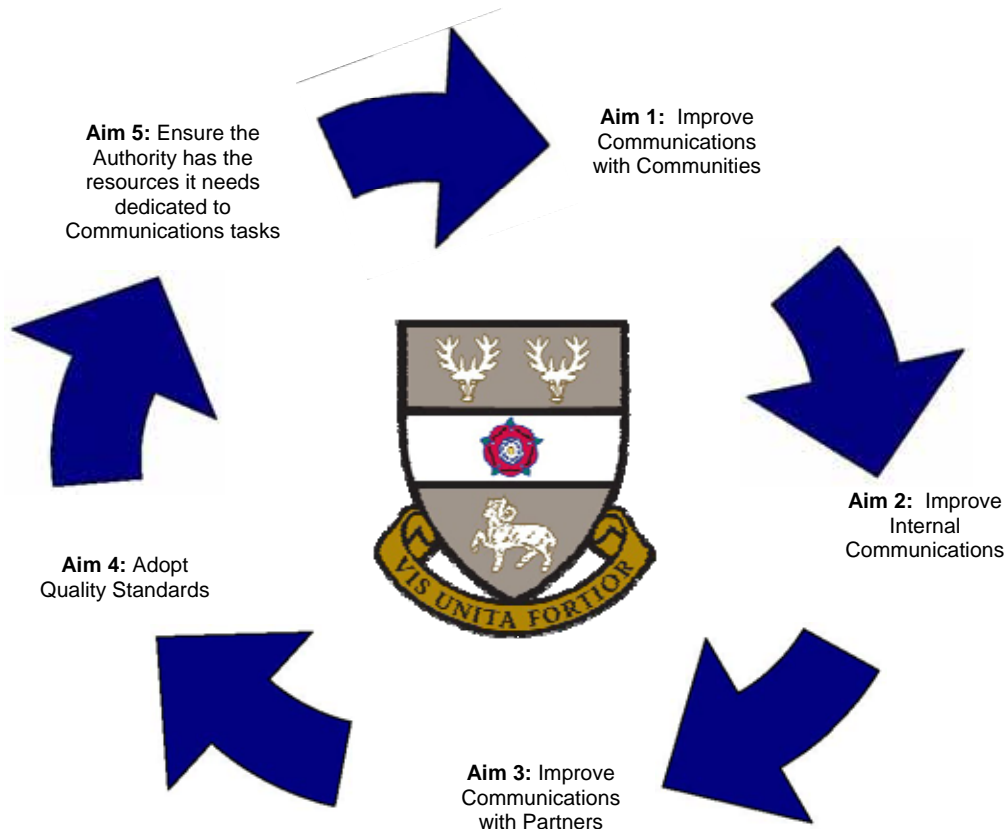 Aim 1: Improve
Communications
with Communities
Aim 2: Improve
Internal
Communications
Aim 3: Improve
Communications
with Partners
Aim 4: Adopt
Quality Standards
Aim 5: Ensure the
Authority has the
resources it needs
dedicated to
Communications tasks
VIS UNITA FORTIOR